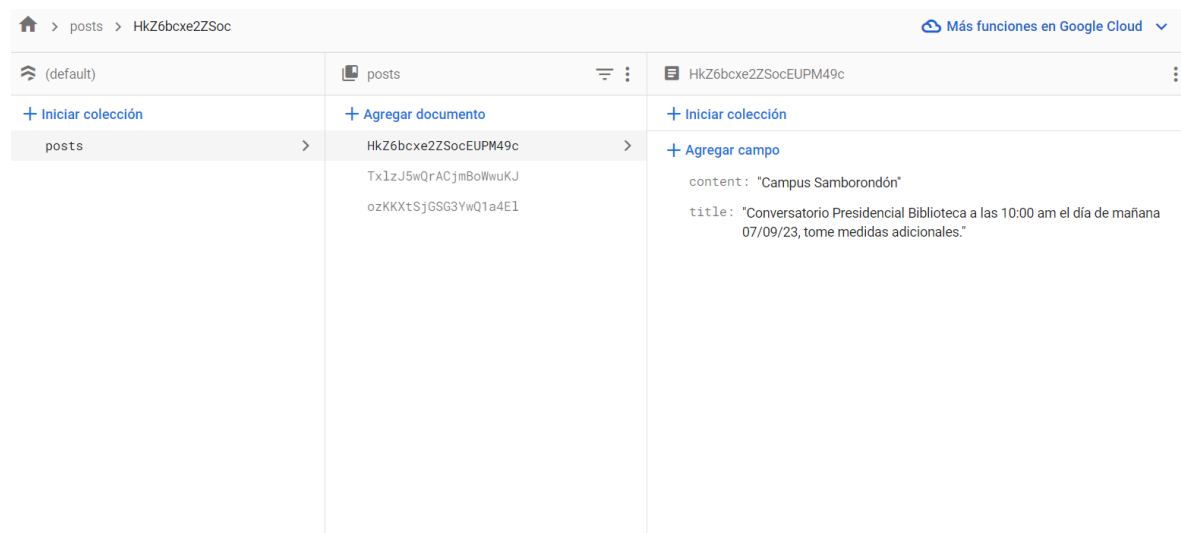 > posts > HkZ6bcxe2ZSoc
Más funciones en Google Cloud
(default)
posts
HkZ6bcxe2ZSocEUPM49c
+ Iniciar colección
+ Agregar documento
+ Iniciar colección
posts
HkZ6bcxe2ZSocEUPM49c
+ Agregar campo
TxlzJ5wQrACjmBoWwuKJ
content: "Campus Samborondón"
ozKKXtSjGSG3YwQ1a4El
title: "Conversatorio Presidencial Biblioteca a las 10:00 am el día de mañana
07/09/23, tome medidas adicionales."